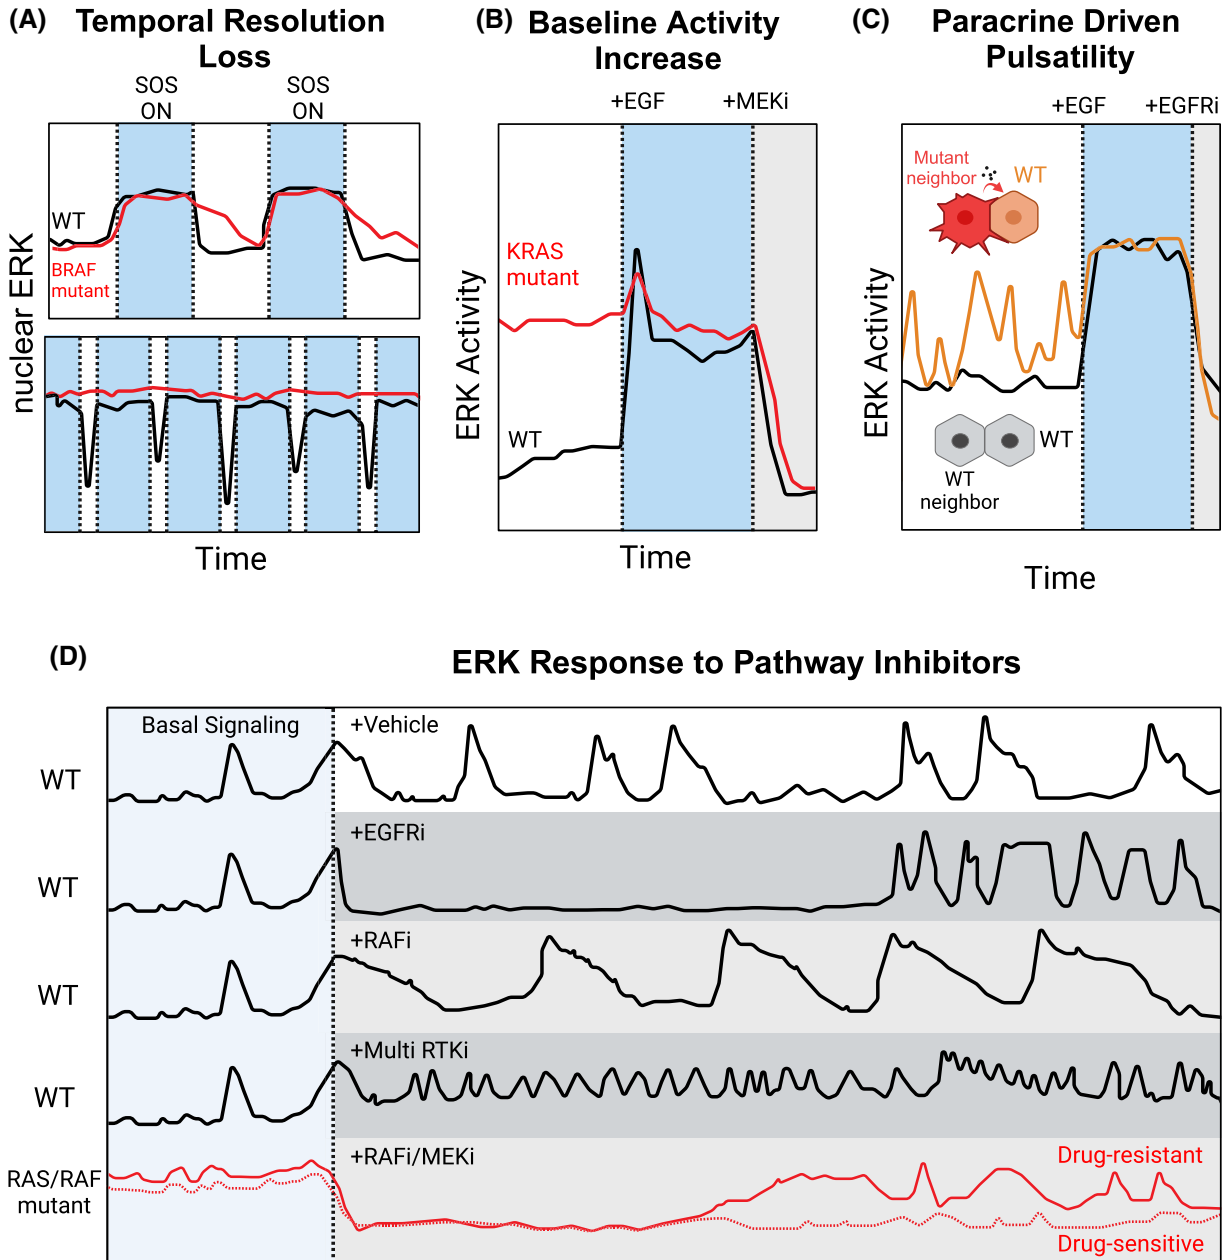 (A) Temporal Resolution
Loss
SOS
ON
SOS
ON
WT
BRAF
mutant
nuclear ERK
Time
(B) Baseline Activity
Increase
+EGF
+MEKi
KRAS
mutant
WT
ERK Activity
Time
(C) Paracrine Driven
Pulsatility
+EGF
+EGFRi
Mutant
neighbor
WT
WT
WT
neighbor
ERK Activity
Time
(D) ERK Response to Pathway Inhibitors
Basal Signaling
+Vehicle
WT
+EGFRi
WT
+RAFi
WT
+Multi RTKi
WT
+RAFi/MEKi
RAS/RAF
mutant
Drug-resistant
Drug-sensitive